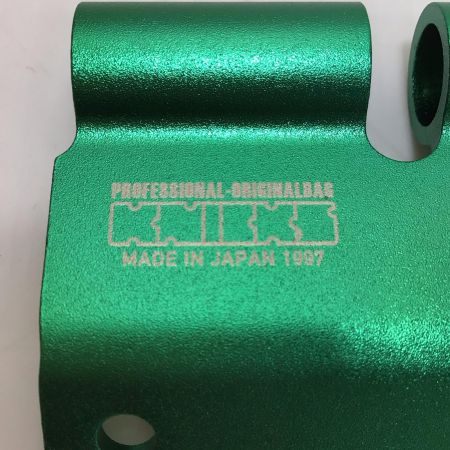 PROFESSIONAL-ORIGINALBAG
KNICKS
MADE IN JAPAN 1997